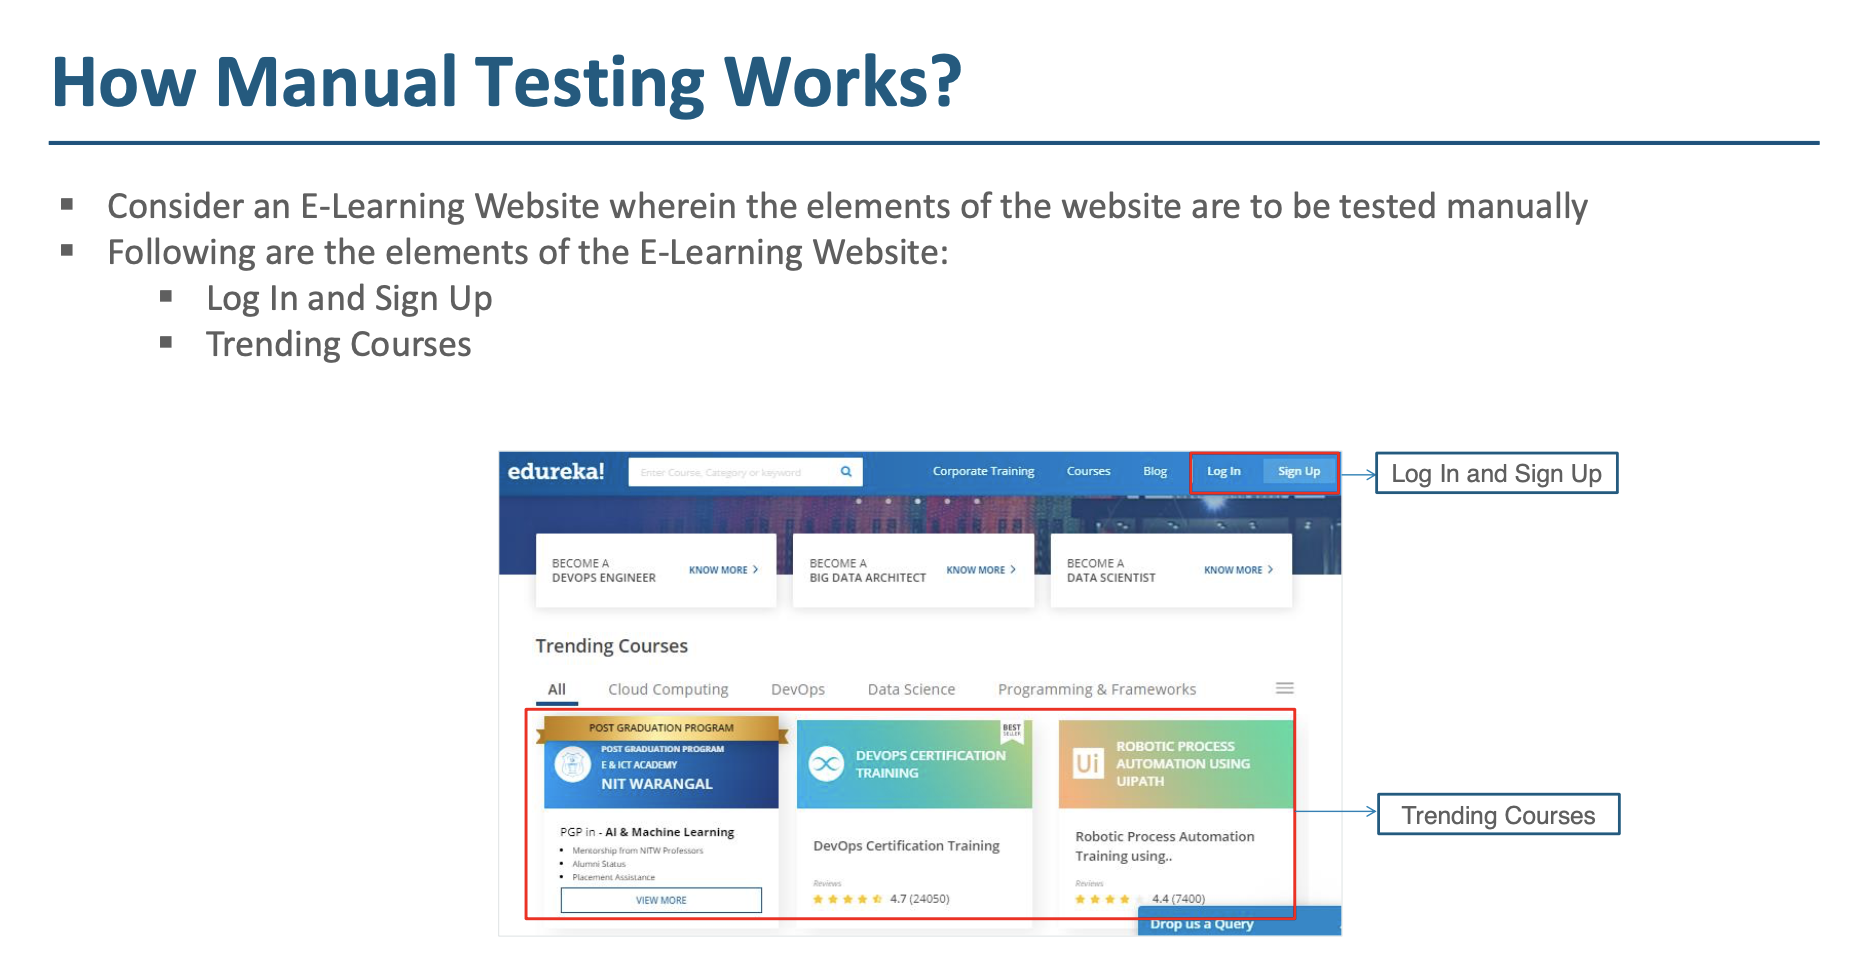 How Manual Testing Works?
▪ Consider an E-Learning Website wherein the elements of the website are to be tested manually
▪ Following are the elements of the E-Learning Website:
▪ Log In and Sign Up
▪ Trending Courses
edureka!
Enter Course, Category or keyword
Corporate Training
Courses
Blog
Log In
Sign Up
Log In and Sign Up
BECOME A
DEVOPS ENGINEER
KNOW MORE >
BECOME A
BIG DATA ARCHITECT
KNOW MORE >
BECOME A
DATA SCIENTIST
KNOW MORE >
Trending Courses
All
Cloud Computing
DevOps
Data Science
Programming & Frameworks
POST GRADUATION PROGRAM
POST GRADUATION PROGRAM
E & ICT ACADEMY
NIT WARANGAL
PGP in - AI & Machine Learning
• Mentorship from NITW Professors
• Alumni Status
• Placement Assistance
VIEW MORE
BEST
SELLER
DEVOPS CERTIFICATION
TRAINING
DevOps Certification Training
Reviews
4.7 (24050)
Ui
ROBOTIC PROCESS
AUTOMATION USING
UIPATH
Robotic Process Automation
Training using..
Reviews
4.4 (7400)
Drop us a Query
Trending Courses